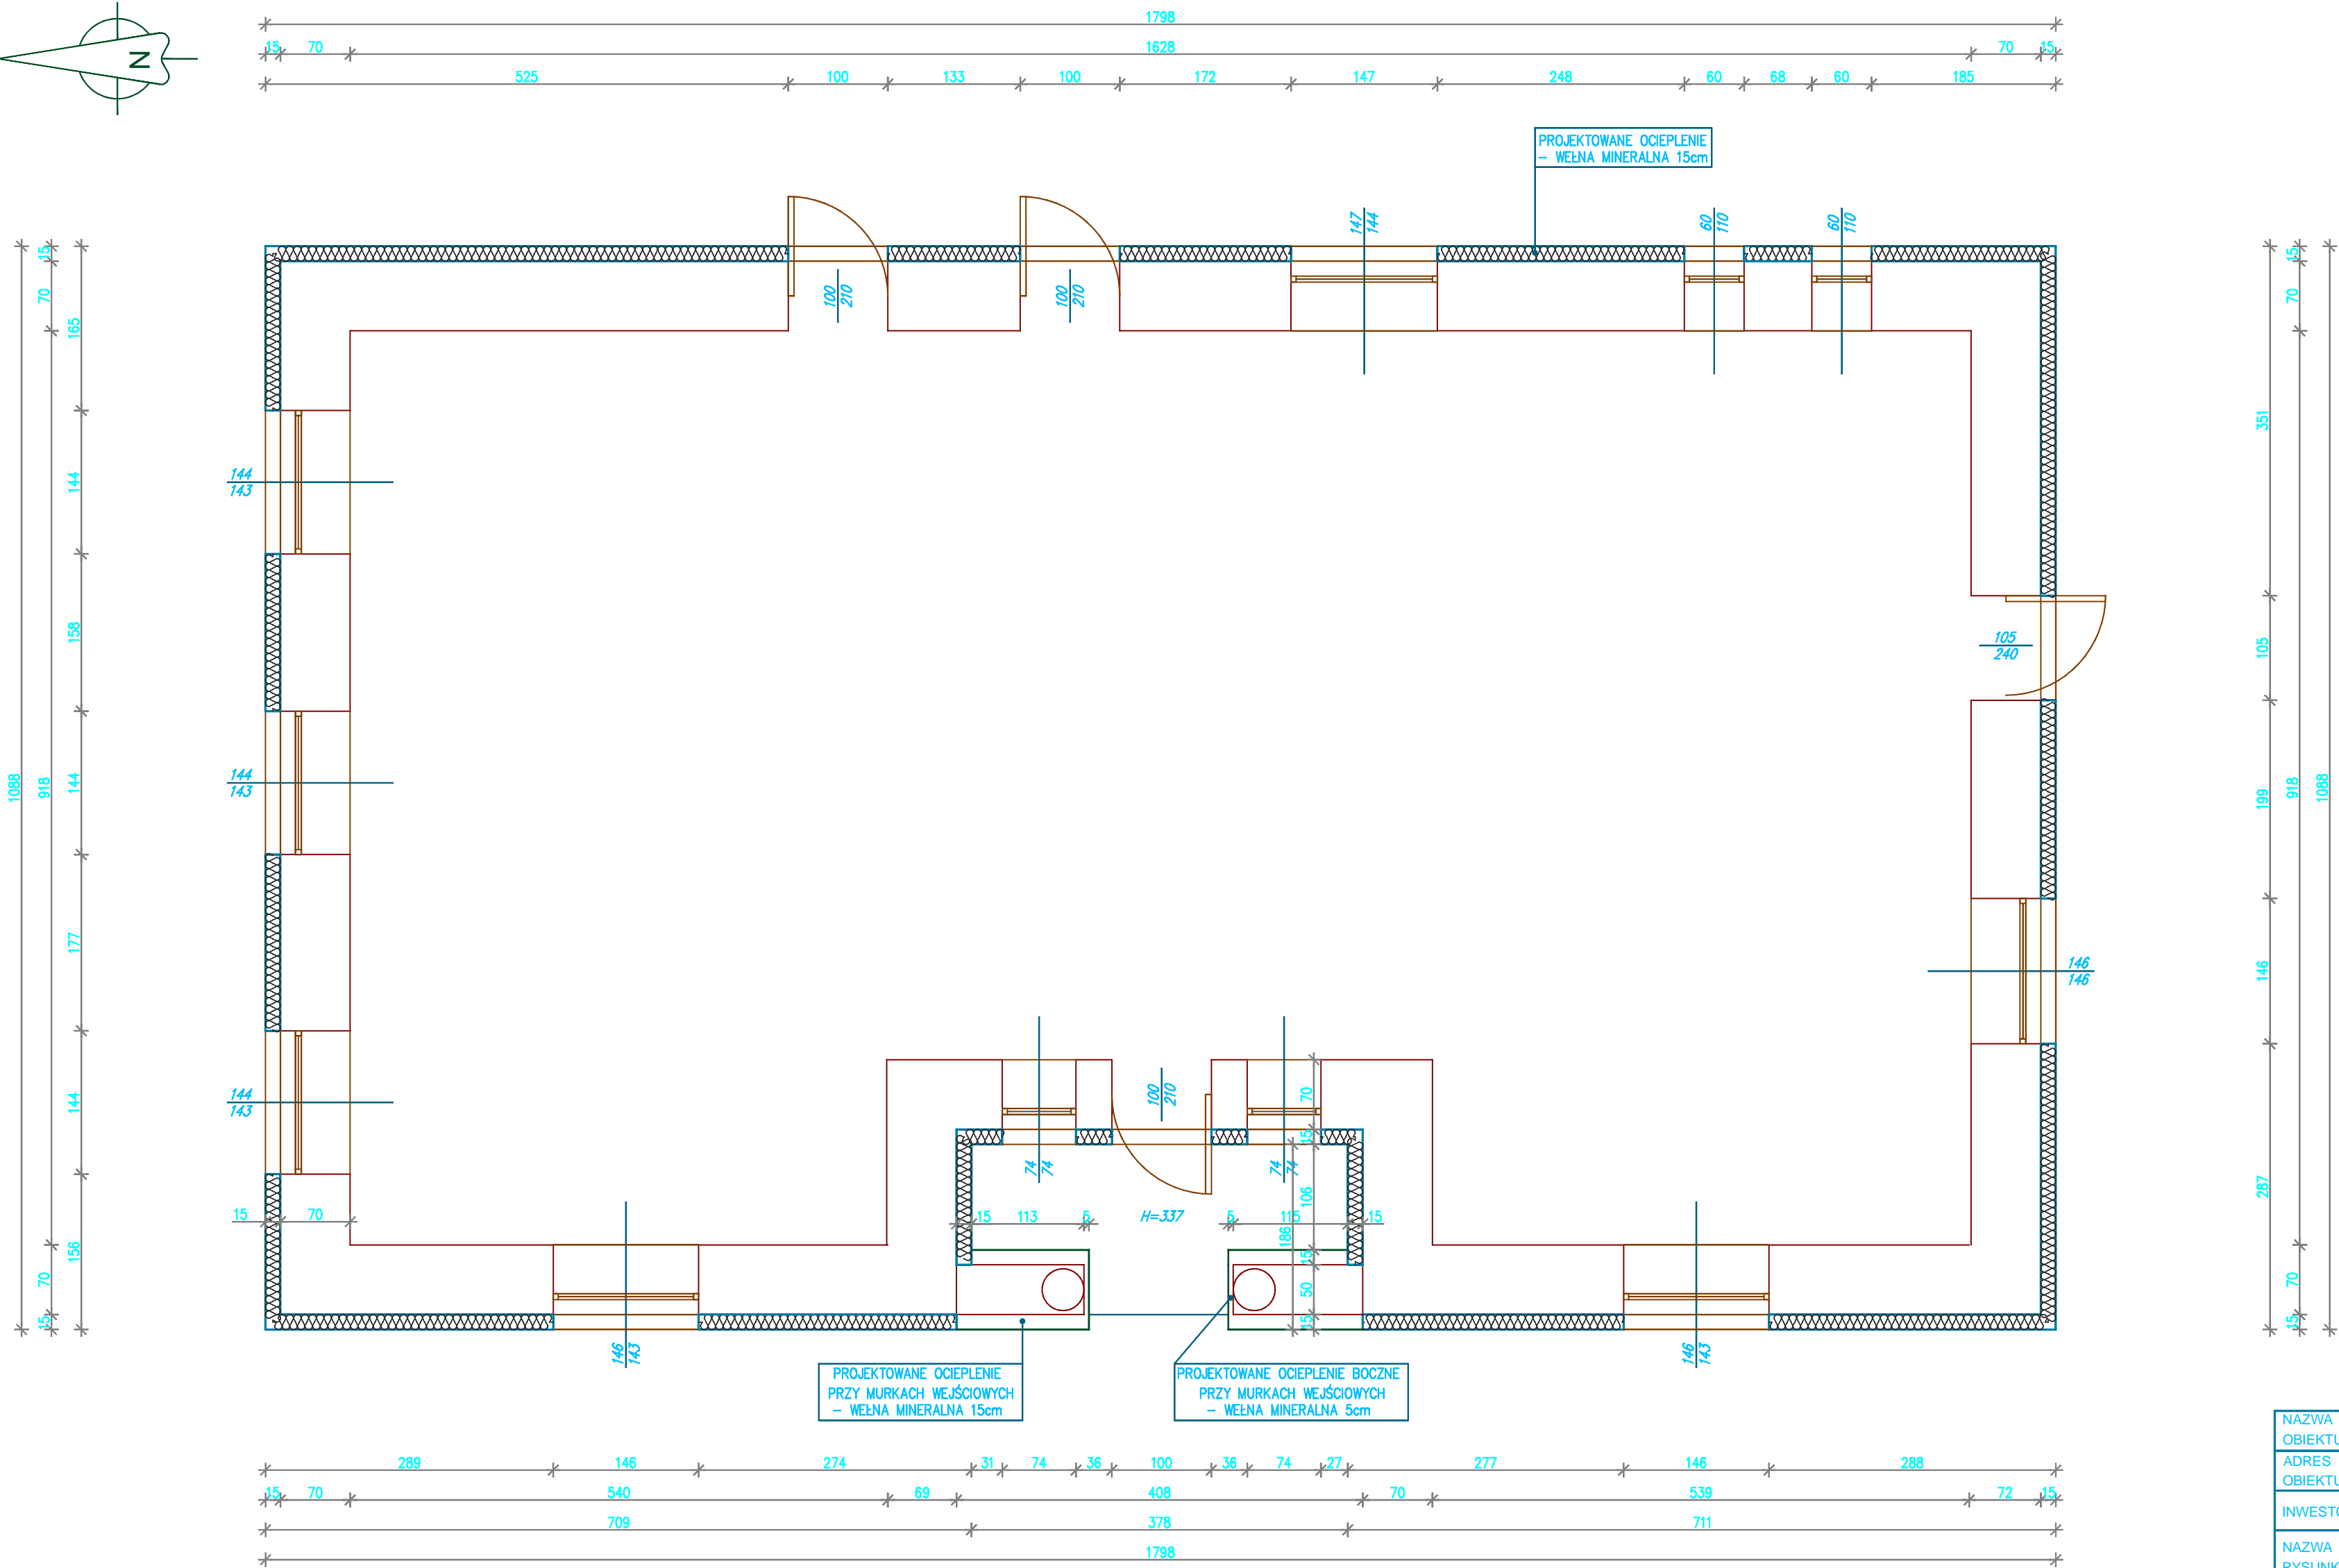 1798
15 70 1628 70 15
525 100 133 100 172 147 248 60 68 60 185
N
PROJEKTOWANE OCIEPLENIE
- WEŁNA MINERALNA 15cm
147
144
60
110
60
110
100
210
100
210
15
70
918
70
15
1088
165
144
158
144
177
144
156
144
143
144
143
144
143
15 70
351
105
199
146
287
15
70
918
70
15
1088
105
240
146
146
100
210
74
74
74
74
70
15
106
186
15
50
15
15 113 5
H=337
5 115 15
146
143
146
143
PROJEKTOWANE OCIEPLENIE
PRZY MURKACH WEJŚCIOWYCH
- WEŁNA MINERALNA 15cm
PROJEKTOWANE OCIEPLENIE BOCZNE
PRZY MURKACH WEJŚCIOWYCH
- WEŁNA MINERALNA 5cm
289 146 274 31 74 36 100 36 74 27 277 146 288
15 70 540 69 408 70 539 72 15
709 378 711
1798
NAZWA
OBIEKTU
ADRES
OBIEKTU
INWESTO
NAZWA
RYSUNK